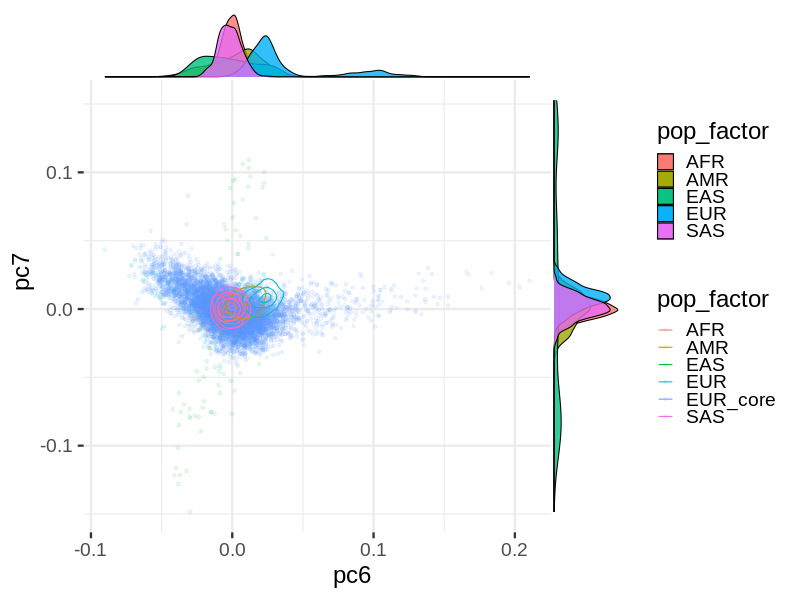 pop_factor
AFR
AMR
EAS
EUR
SAS
pop_factor
AFR
AMR
EAS
EUR
EUR_core
SAS
pc7
0.1
0.0
-0.1
-0.1
0.0
0.1
0.2
pc6